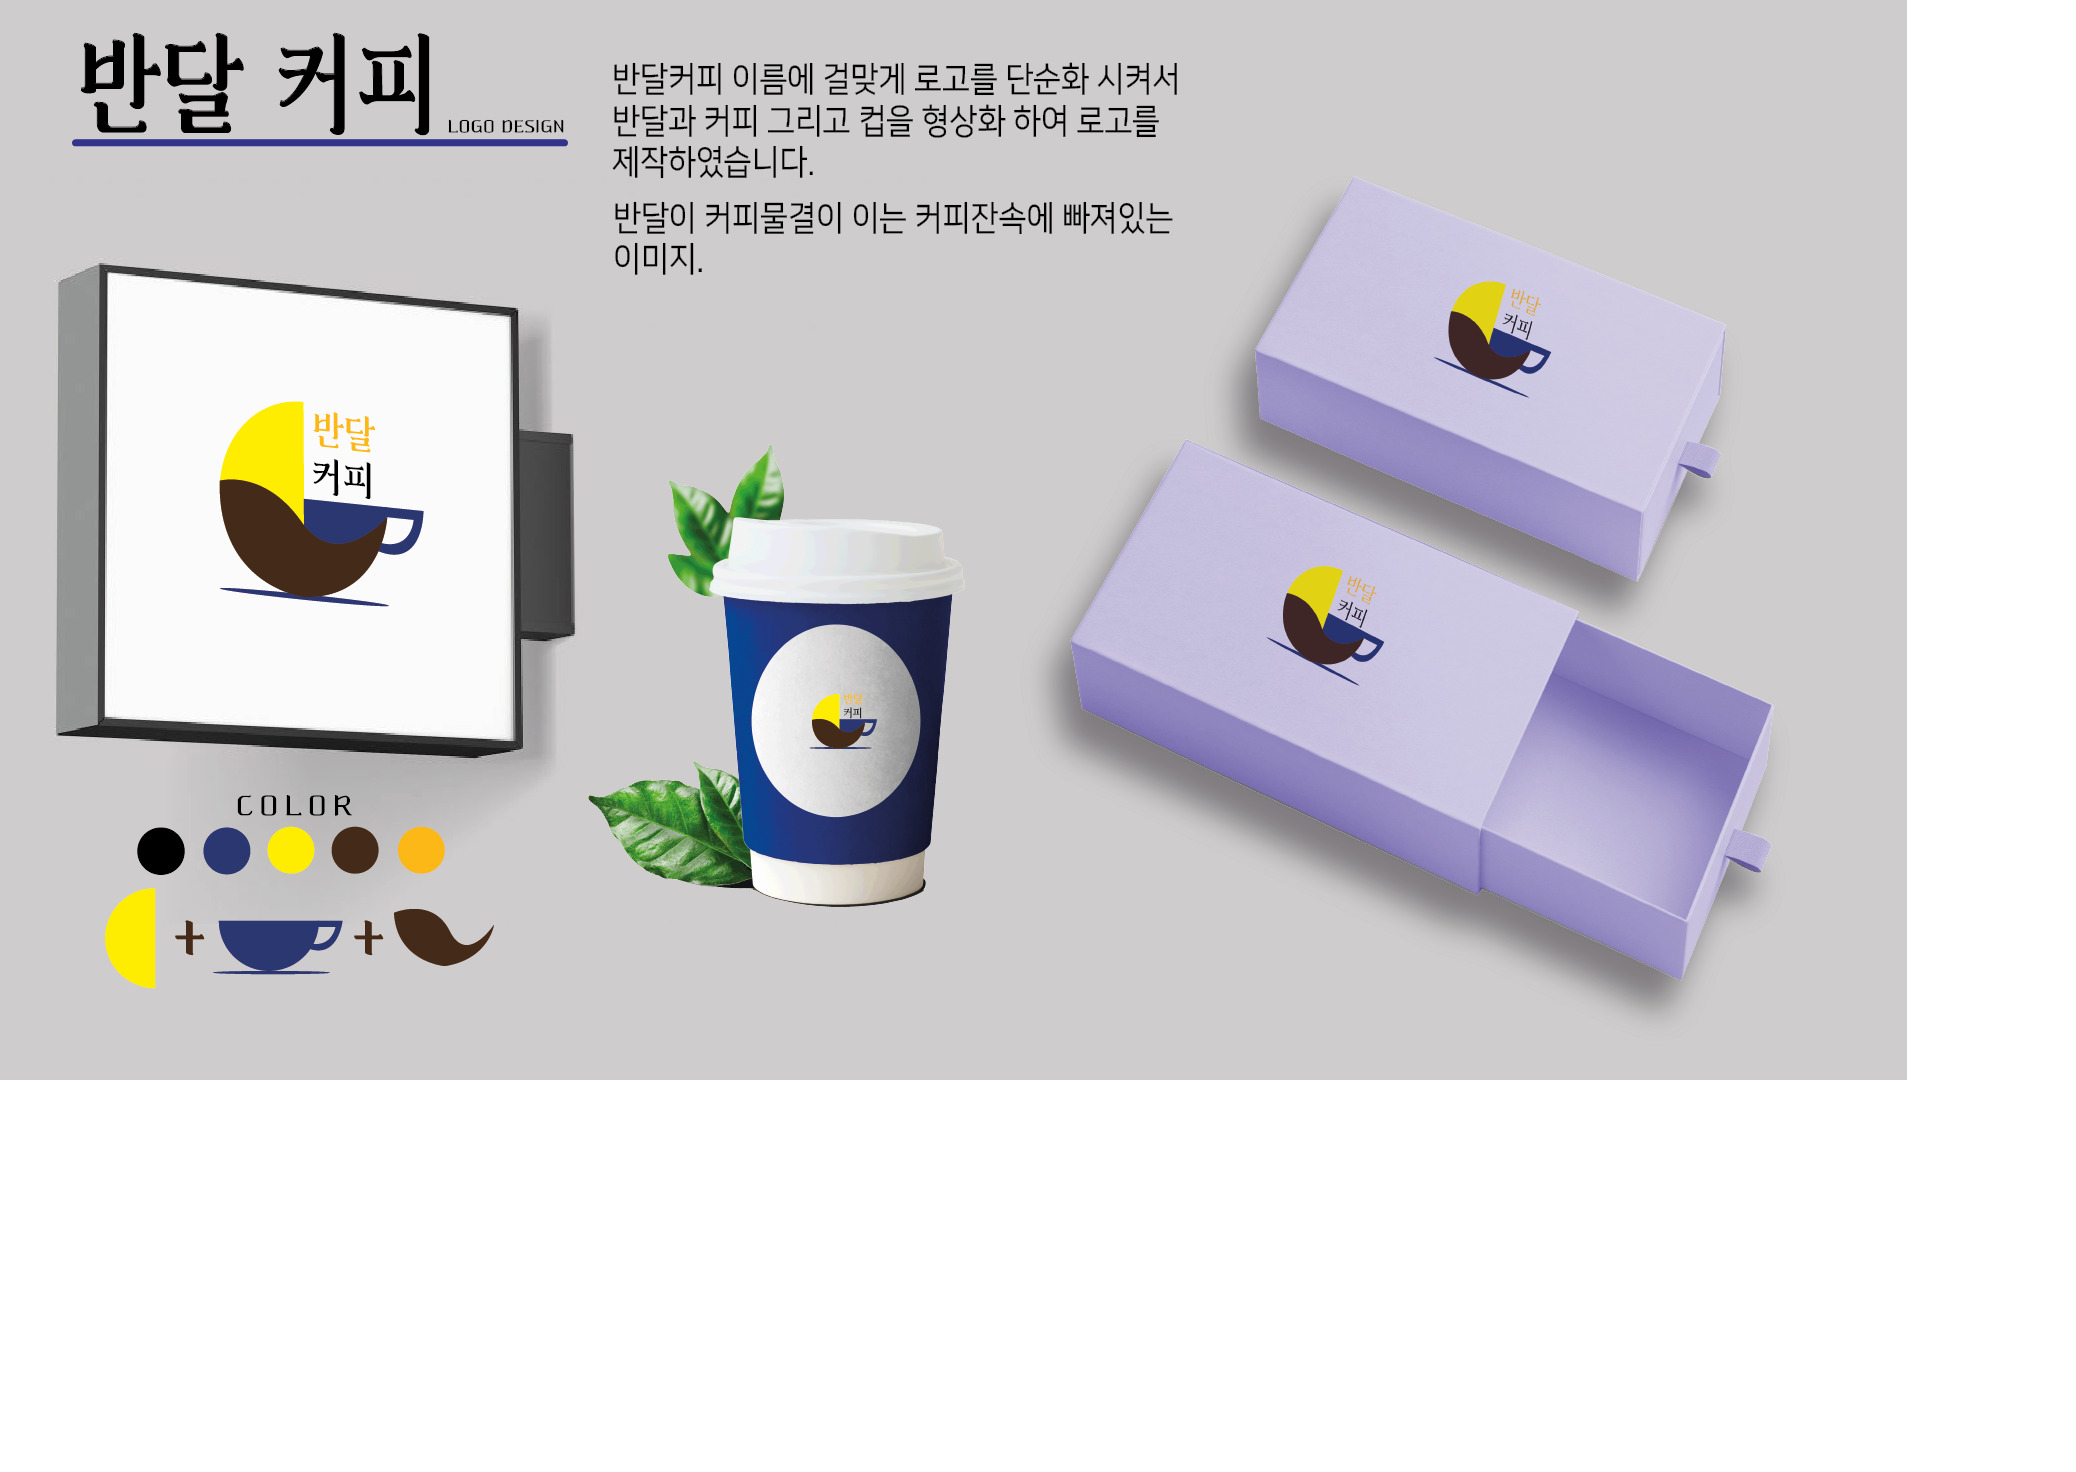 반달 커피
LOGO DESIGN
반달커피 이름에 걸맞게 로고를 단순화 시켜서
반달과 커피 그리고 컵을 형상화 하여 로고를
제작하였습니다.
반달이 커피물결이 이는 커피잔속에 빠져있는
이미지.
반달
커피
반달
커피
반달
커피
반달
커피
COLOR
+ +